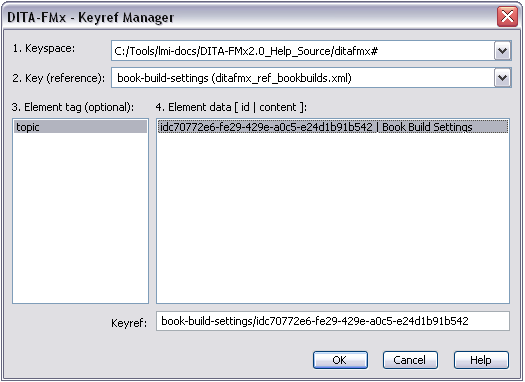 DITA-FMx - Keyref Manager
1. Keyspace: C:/Tools/lmi-docs/DITA-FMx2.0_Help_Source/ditafmx#
2. Key (reference): book-build-settings (ditafmx_ref_bookbuilds.xml)
3. Element tag (optional): 4. Element data [ id | content ]:
topic idc70772e6-fe29-429e-a0c5-e24d1b91b542 | Book Build Settings
Keyref: book-build-settings/idc70772e6-fe29-429e-a0c5-e24d1b91b542
OK Cancel Help